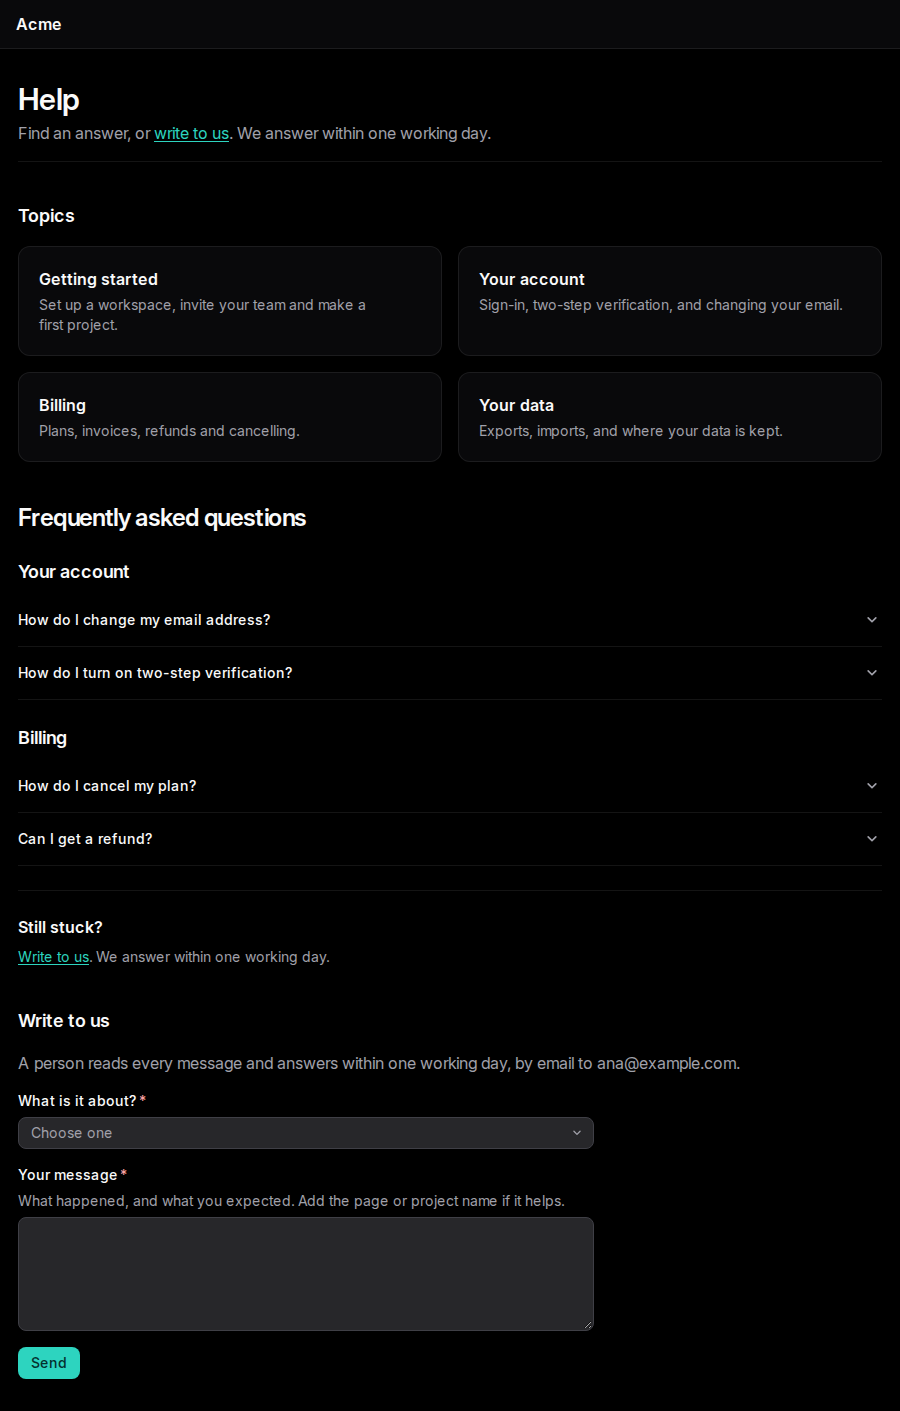 Acme
Help
Find an answer, or write to us. We answer within one working day.
Topics
Getting started
Set up a workspace, invite your team and make a
first project.
Your account
Sign-in, two-step verification, and changing your email.
Billing
Plans, invoices, refunds and cancelling.
Your data
Exports, imports, and where your data is kept.
Frequently asked questions
Your account
How do I change my email address?
How do I turn on two-step verification?
Billing
How do I cancel my plan?
Can I get a refund?
Still stuck?
Write to us. We answer within one working day.
Write to us
A person reads every message and answers within one working day, by email to ana@example.com.
What is it about? *
Choose one
Your message *
What happened, and what you expected. Add the page or project name if it helps.
Send